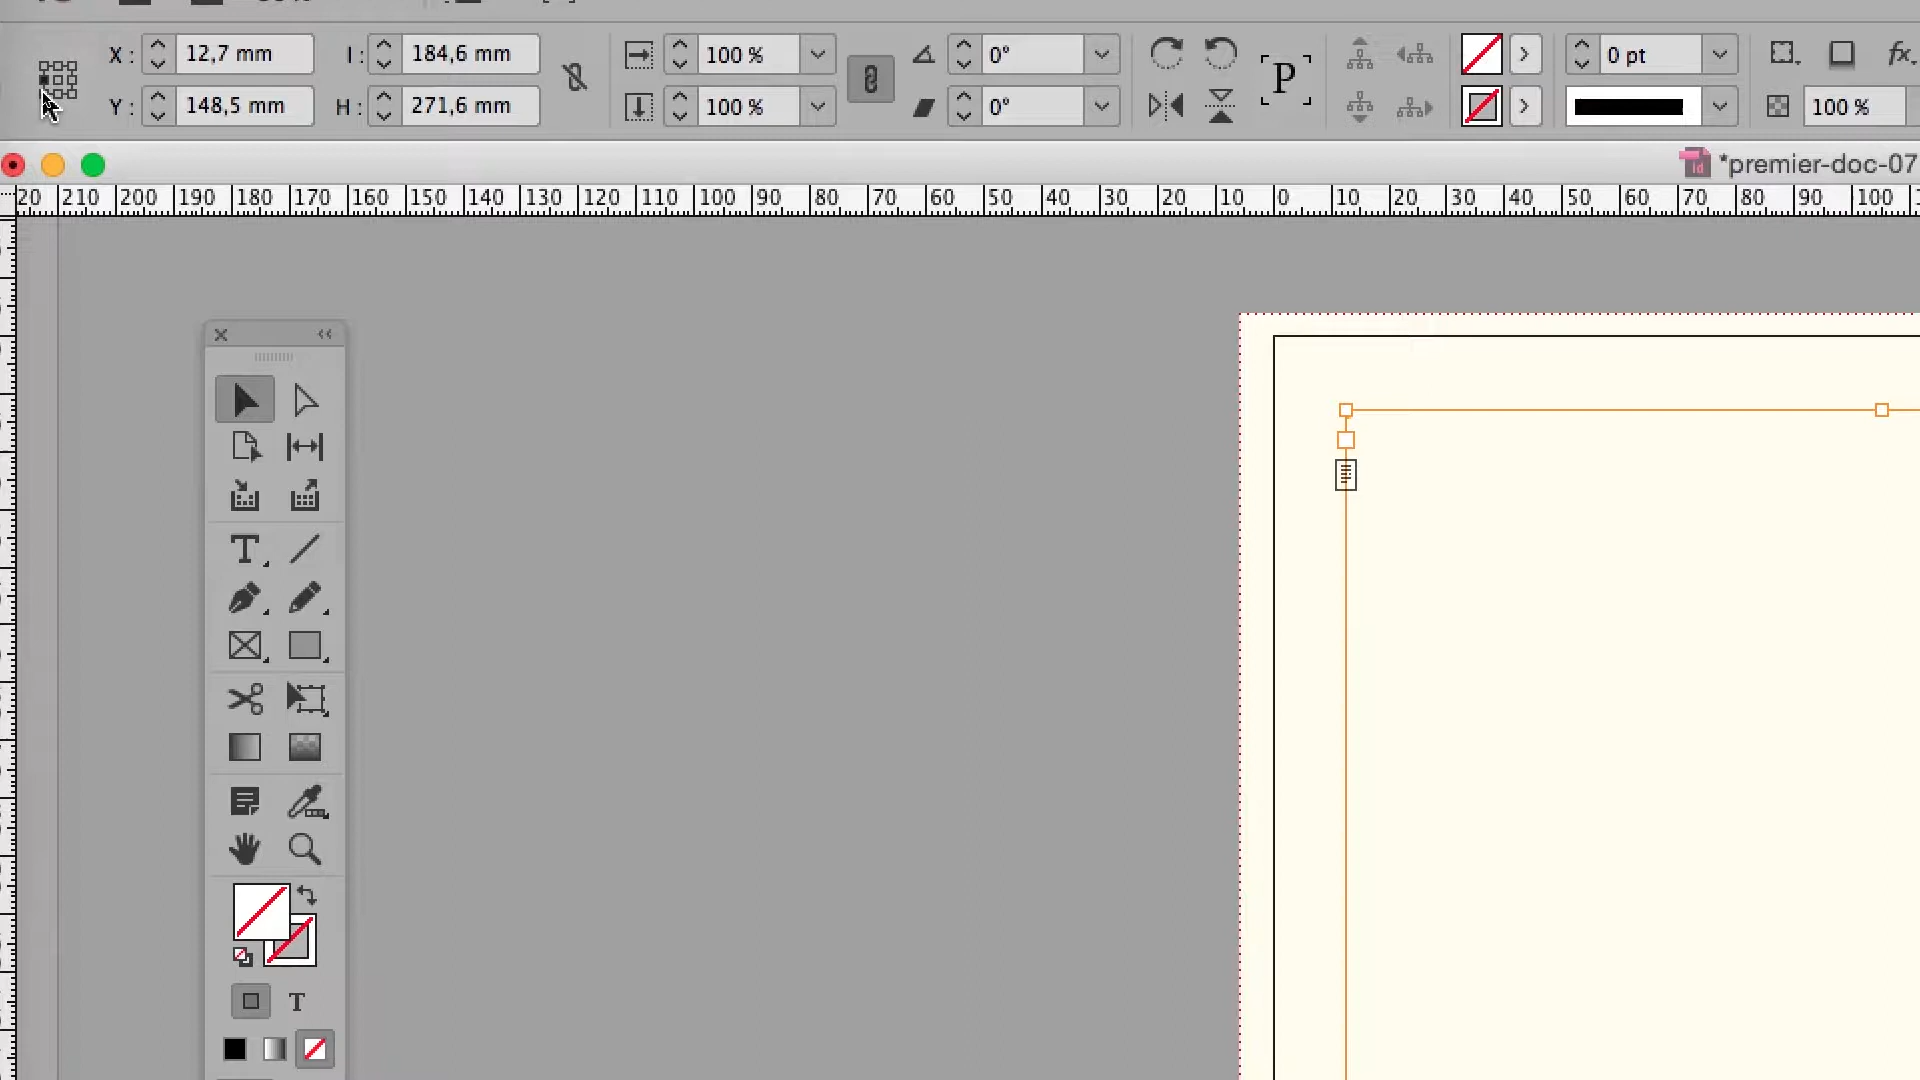 X : 12,7 mm I : 184,6 mm 100 % 0° 0 pt
Y : 148,5 mm H : 271,6 mm 100 % 0° P 100 % fx
*premier-doc-07
20 210 200 190 180 170 160 150 140 130 120 110 100 90 80 70 60 50 40 30 20 10 0 10 20 30 40 50 60 70 80 90 100
T
T